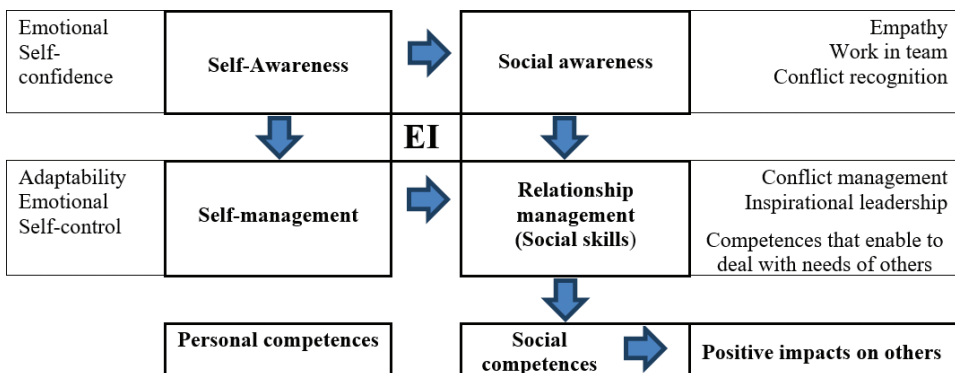 Emotional
Self-
confidence
Self-Awareness
Social awareness
Empathy
Work in team
Conflict recognition
EI
Adaptability
Emotional
Self-control
Self-management
Relationship
management
(Social skills)
Conflict management
Inspirational leadership
Competences that enable to
deal with needs of others
Personal competences
Social
competences
Positive impacts on others